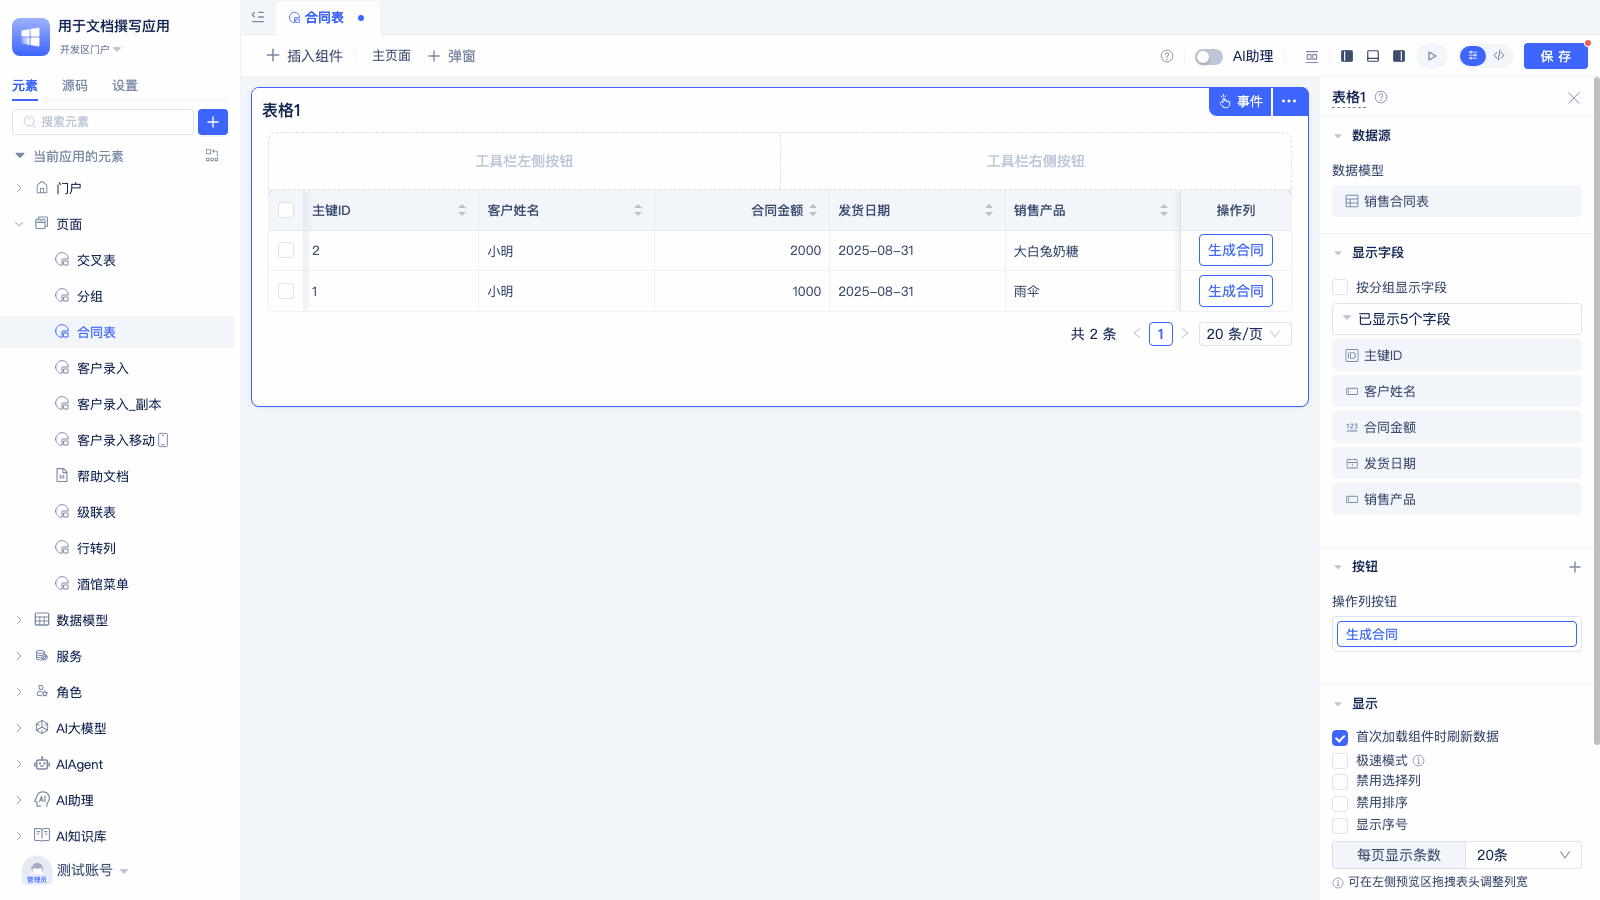 用于文档撰写应用
开发区门户
元素 源码 设置
搜索元素
当前应用的元素
门户
页面
交叉表
分组
合同表
客户录入
客户录入_副本
客户录入移动
帮助文档
级联表
行转列
酒馆菜单
数据模型
服务
角色
AI大模型
AIAgent
AI助理
AI知识库
测试账号
管理员
合同表
插入组件 主页面 弹窗
AI助理
保存
表格1
事件
工具栏左侧按钮 工具栏右侧按钮
主键ID 客户姓名 合同金额 发货日期 销售产品 操作列
2 小明 2000 2025-08-31 大白兔奶糖 生成合同
1 小明 1000 2025-08-31 雨伞 生成合同
共 2 条 1 20 条/页
表格1
数据源
数据模型
销售合同表
显示字段
按分组显示字段
已显示5个字段
主键ID
客户姓名
合同金额
发货日期
销售产品
按钮
操作列按钮
生成合同
显示
首次加载组件时刷新数据
极速模式
禁用选择列
禁用排序
显示序号
每页显示条数 20条
可在左侧预览区拖拽表头调整列宽